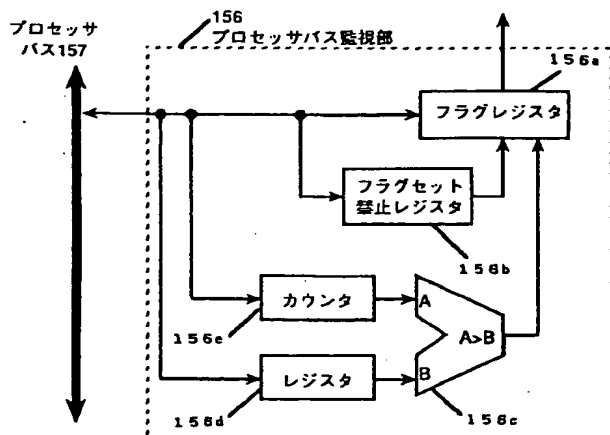 プロセッサ
バス157
156
プロセッサバス監視部
156a
フラグレジスタ
フラグセット
禁止レジスタ
156b
カウンタ
A
156e
A>B
レジスタ
B
156d
156c